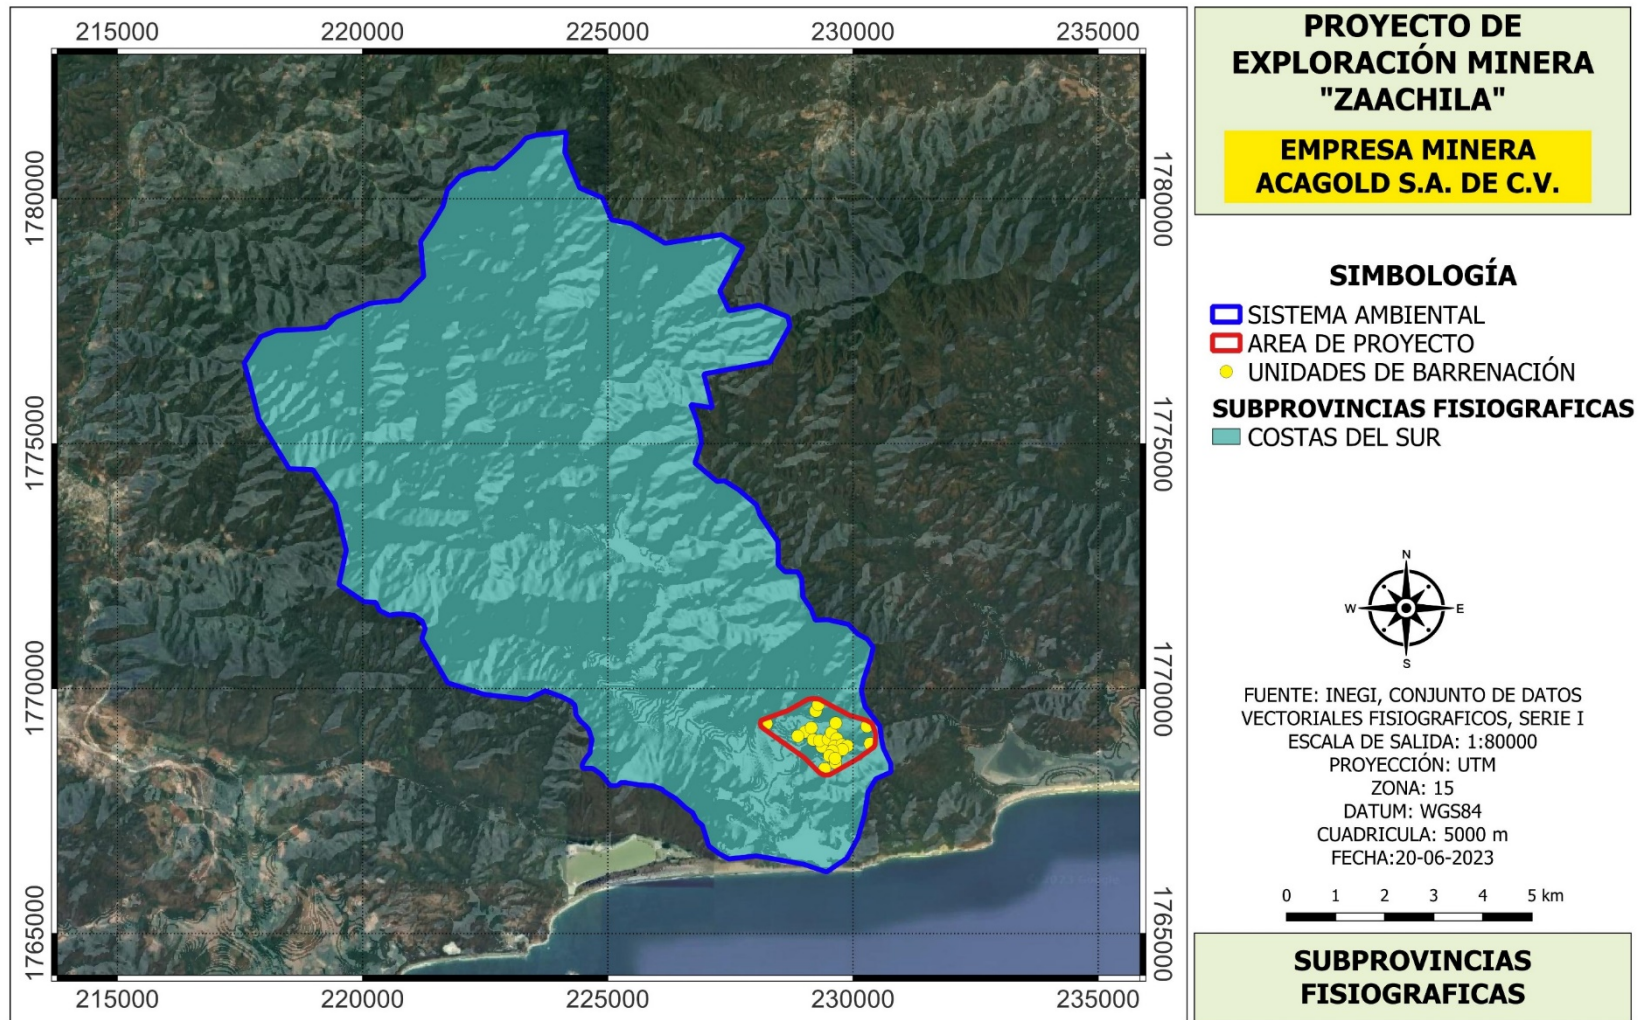 215000 220000 225000 230000 235000
1780000 1780000
1775000 1775000
1770000 1770000
1765000 1765000
215000 220000 225000 230000 235000
PROYECTO DE
EXPLORACIÓN MINERA
"ZAACHILA"
EMPRESA MINERA
ACAGOLD S.A. DE C.V.
SIMBOLOGÍA
SISTEMA AMBIENTAL
AREA DE PROYECTO
UNIDADES DE BARRENACIÓN
SUBPROVINCIAS FISIOGRAFICAS
COSTAS DEL SUR
N
W E
S
FUENTE: INEGI, CONJUNTO DE DATOS
VECTORIALES FISIOGRAFICOS, SERIE I
ESCALA DE SALIDA: 1:80000
PROYECCIÓN: UTM
ZONA: 15
DATUM: WGS84
CUADRICULA: 5000 m
FECHA:20-06-2023
0 1 2 3 4 5 km
SUBPROVINCIAS
FISIOGRAFICAS